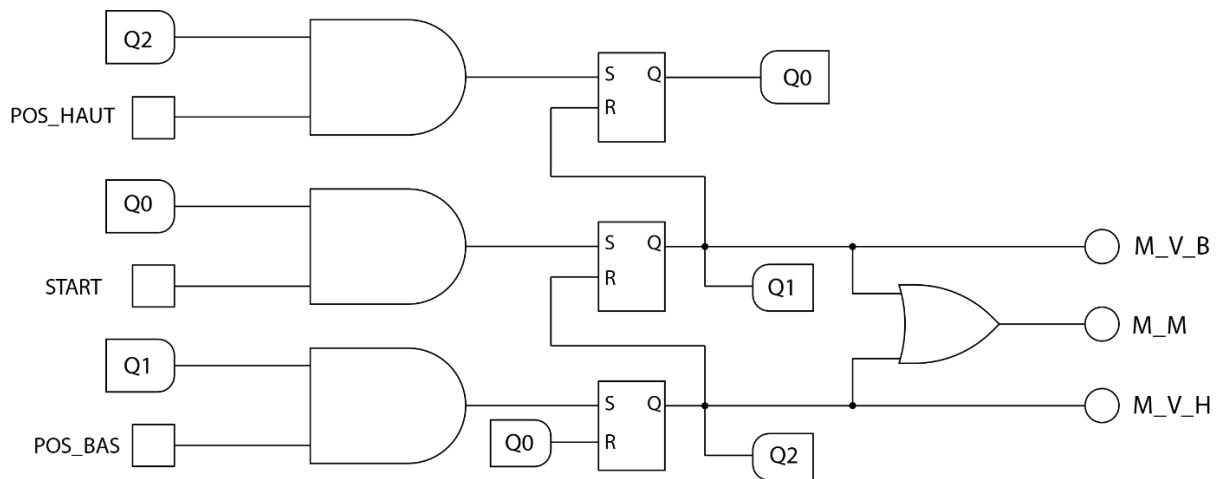 Q2
POS_HAUT
S Q
R
Q0
Q0
START
S Q
R
Q1
M_V_B
M_M
Q1
POS_BAS
S Q
Q0
R
Q2
M_V_H